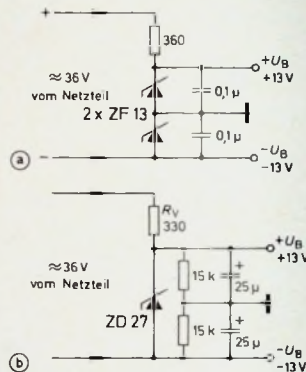 +
360
≈ 36 V
vom Netzteil
2 x ZF 13
0,1 µ
0,1 µ
+U_B
+13 V
−
−U_B
−13 V
a
R_V
330
≈ 36 V
vom Netzteil
ZD 27
15 k
+
25 µ
15 k
+
25 µ
+U_B
+13 V
−U_B
−13 V
b